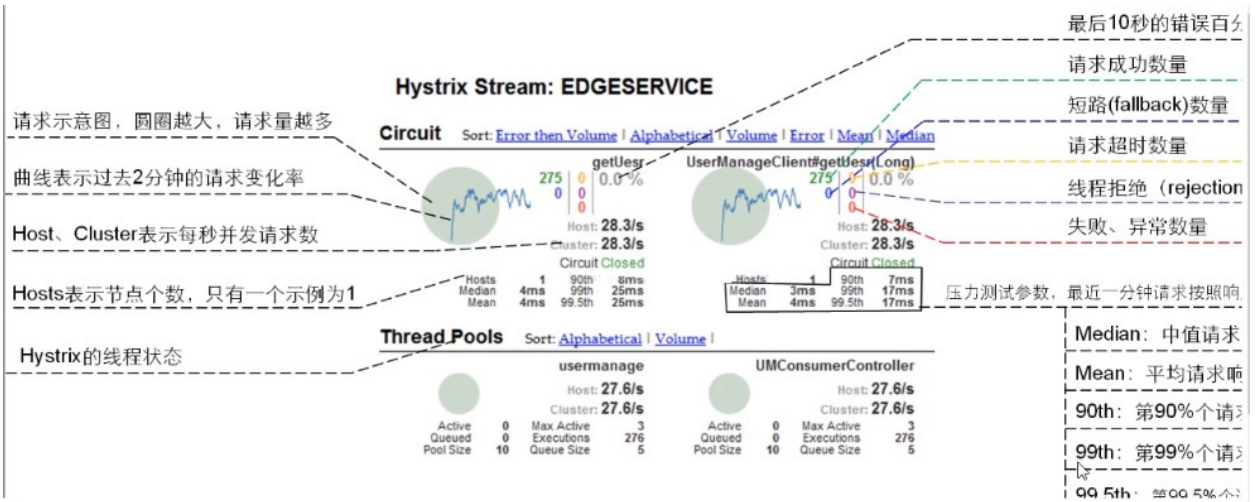 最后10秒的错误百分
Hystrix Stream: EDGESERVICE
请求成功数量
短路(fallback)数量
请求示意图，圆圈越大，请求量越多
Circuit Sort: Error then Volume | Alphabetical | Volume | Error | Mean | Median
请求超时数量
getUesr
UserManageClient#getUesr(Long)
曲线表示过去2分钟的请求变化率
275 0 0.0 %
0 0
0
275 0 0.0 %
0 0
0
线程拒绝（rejection
失败、异常数量
Host、Cluster表示每秒并发请求数
Host: 28.3/s
Cluster: 28.3/s
Circuit Closed
Host: 28.3/s
Cluster: 28.3/s
Circuit Closed
Hosts表示节点个数，只有一个示例为1
Hosts 1 90th 8ms
Median 4ms 99th 25ms
Mean 4ms 99.5th 25ms
Hosts 1 90th 7ms
Median 3ms 99th 17ms
Mean 4ms 99.5th 17ms
压力测试参数，最近一分钟请求按照响
Hystrix的线程状态
Thread Pools Sort: Alphabetical | Volume |
Median：中值请求
usermanage
Host: 27.6/s
Cluster: 27.6/s
Active 0 Max Active 3
Queued 0 Executions 276
Pool Size 10 Queue Size 5
UMConsumerController
Host: 27.6/s
Cluster: 27.6/s
Active 0 Max Active 3
Queued 0 Executions 276
Pool Size 10 Queue Size 5
Mean：平均请求响
90th：第90%个请
99th：第99%个请
99.5th：第99.5%个